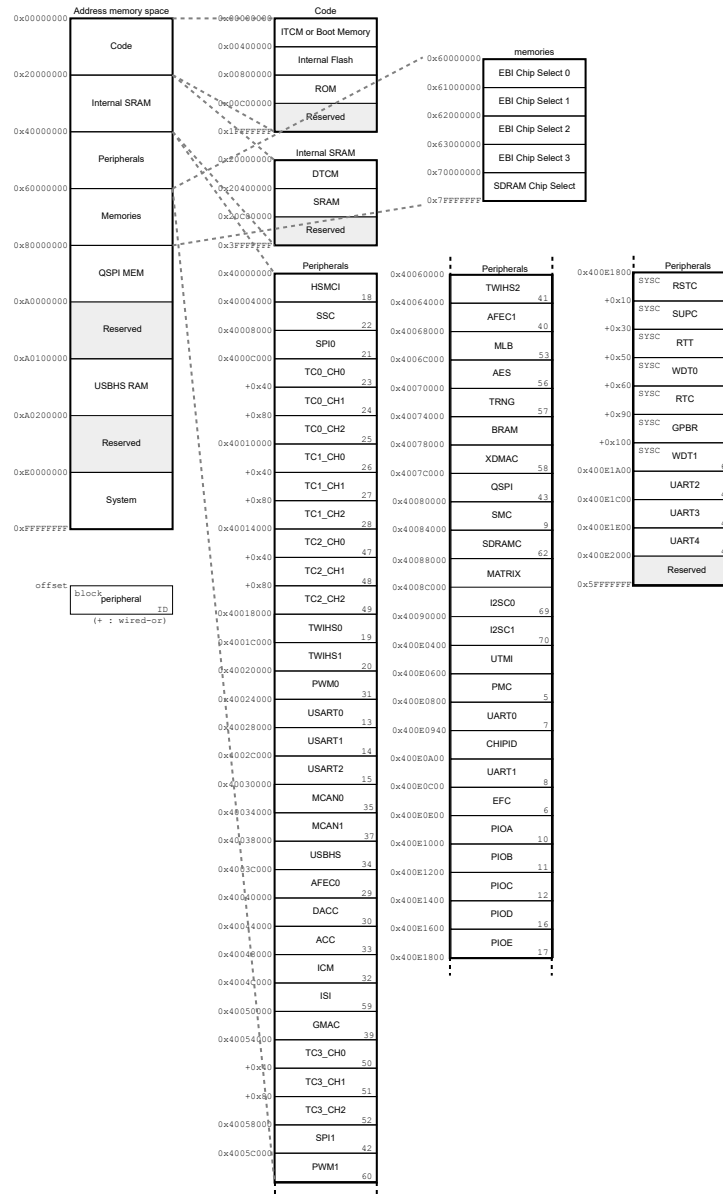 Address memory space
0x00000000
Code
0x20000000
Internal SRAM
0x40000000
Peripherals
0x60000000
Memories
0x80000000
QSPI MEM
0xA0000000
Reserved
0xA0100000
USBHS RAM
0xA0200000
Reserved
0xE0000000
System
0xFFFFFFFF
offset
block
peripheral
ID
(+ : wired-or)
Code
0x00000000
ITCM or Boot Memory
0x00400000
Internal Flash
0x00800000
ROM
0x00C00000
Reserved
0x1FFFFFFF
Internal SRAM
0x20000000
DTCM
0x20400000
SRAM
0x20C00000
Reserved
0x3FFFFFFF
Peripherals
0x40000000
HSMCI
18
0x40004000
SSC
22
0x40008000
SPI0
21
0x4000C000
TC0_CH0
23
+0x40
TC0_CH1
24
+0x80
TC0_CH2
25
0x40010000
TC1_CH0
26
+0x40
TC1_CH1
27
+0x80
TC1_CH2
28
0x40014000
TC2_CH0
47
+0x40
TC2_CH1
48
+0x80
TC2_CH2
49
0x40018000
TWIHS0
19
0x4001C000
TWIHS1
20
0x40020000
PWM0
31
0x40024000
USART0
13
0x40028000
USART1
14
0x4002C000
USART2
15
0x40030000
MCAN0
35
0x40034000
MCAN1
37
0x40038000
USBHS
34
0x4003C000
AFEC0
29
0x40040000
DACC
30
0x40044000
ACC
33
0x40048000
ICM
32
0x4004C000
ISI
59
0x40050000
GMAC
39
0x40054000
TC3_CH0
50
+0x40
TC3_CH1
51
+0x80
TC3_CH2
52
0x40058000
SPI1
42
0x4005C000
PWM1
60
memories
0x60000000
EBI Chip Select 0
0x61000000
EBI Chip Select 1
0x62000000
EBI Chip Select 2
0x63000000
EBI Chip Select 3
0x70000000
SDRAM Chip Select
0x7FFFFFFF
Peripherals
0x40060000
TWIHS2
41
0x40064000
AFEC1
40
0x40068000
MLB
53
0x4006C000
AES
56
0x40070000
TRNG
57
0x40074000
BRAM
0x40078000
XDMAC
58
0x4007C000
QSPI
43
0x40080000
SMC
9
0x40084000
SDRAMC
62
0x40088000
MATRIX
0x4008C000
I2SC0
69
0x40090000
I2SC1
70
0x400E0400
UTMI
0x400E0600
PMC
5
0x400E0800
UART0
7
0x400E0940
CHIPID
0x400E0A00
UART1
8
0x400E0C00
EFC
6
0x400E0E00
PIOA
10
0x400E1000
PIOB
11
0x400E1200
PIOC
12
0x400E1400
PIOD
16
0x400E1600
PIOE
17
0x400E1800
Peripherals
0x400E1800
SYSC
RSTC
+0x10
SYSC
SUPC
+0x30
SYSC
RTT
+0x50
SYSC
WDT0
+0x60
SYSC
RTC
+0x90
SYSC
GPBR
+0x100
SYSC
WDT1
0x400E1A00
UART2
0x400E1C00
UART3
0x400E1E00
UART4
0x400E2000
Reserved
0x5FFFFFFF